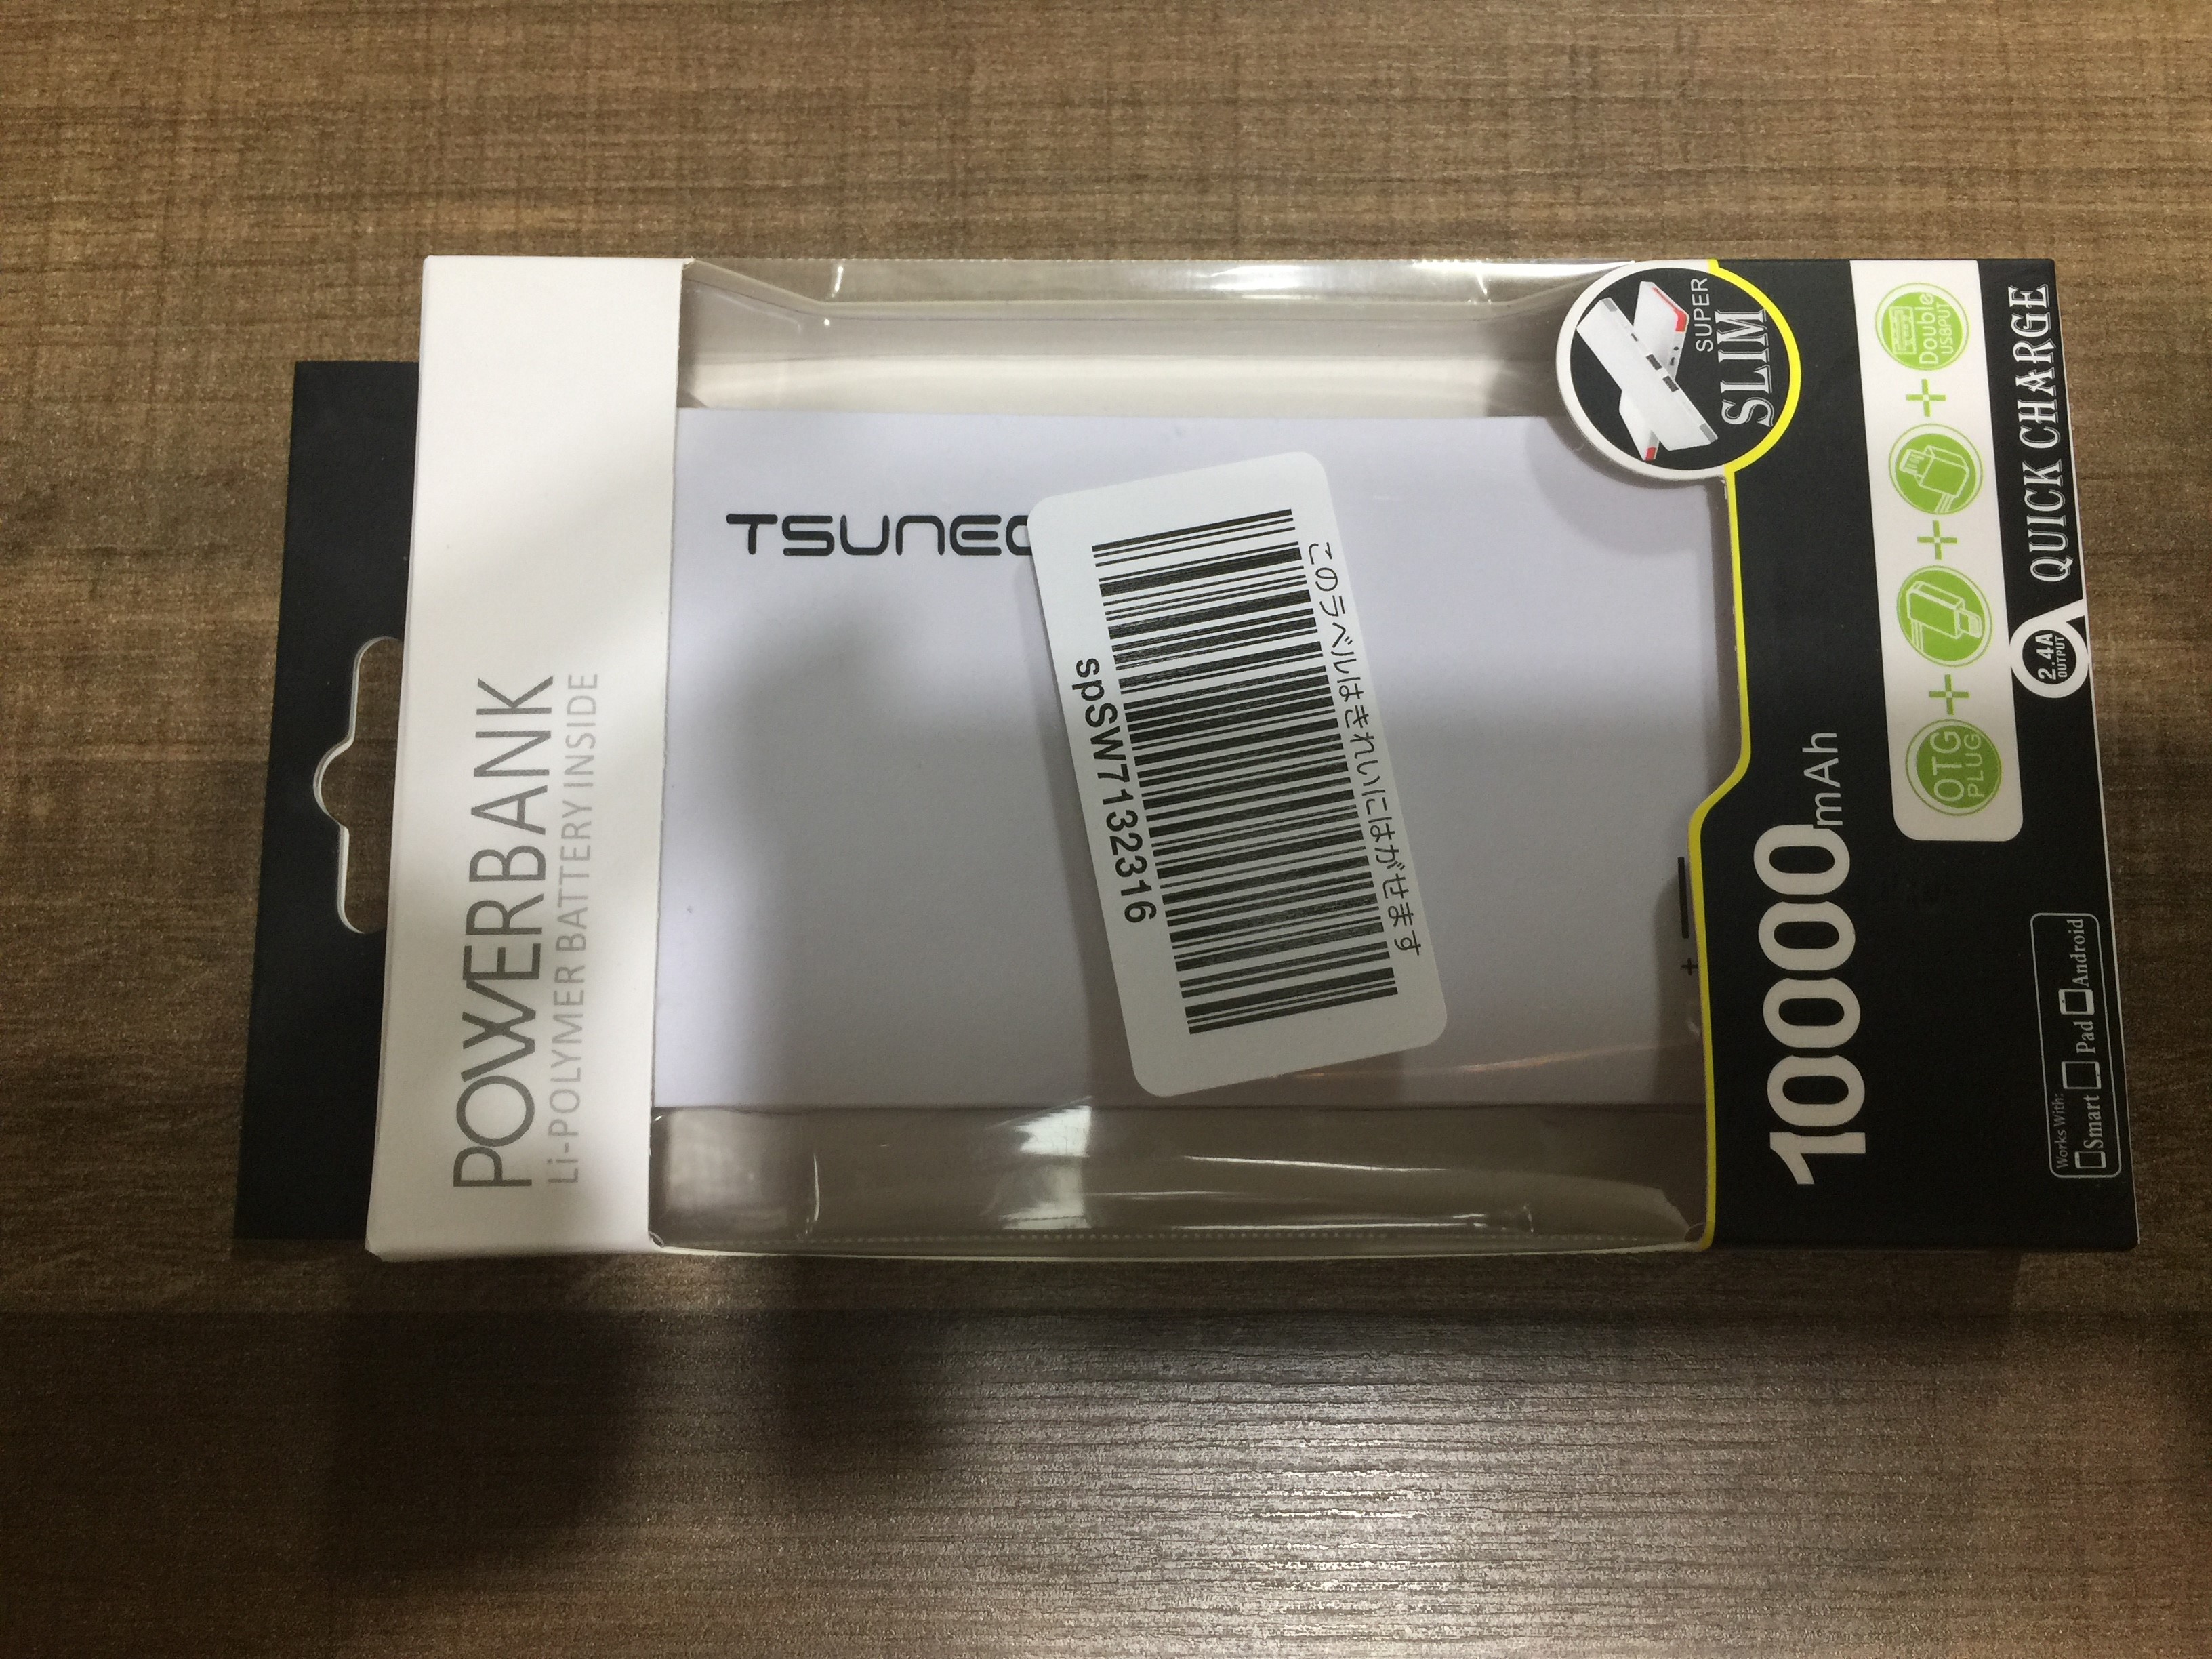 POWERBANK
Li-POLYMER BATTERY INSIDE
TSUNEO
このラベルはきれいにはがせます
spSW7132316
SUPER
SLIM
10000mAh
OTG
PLUG
+
+
+
Double
USBPUT
2.4A
OUTPUT
QUICK CHARGE
Works With:
Smart Pad Android
+